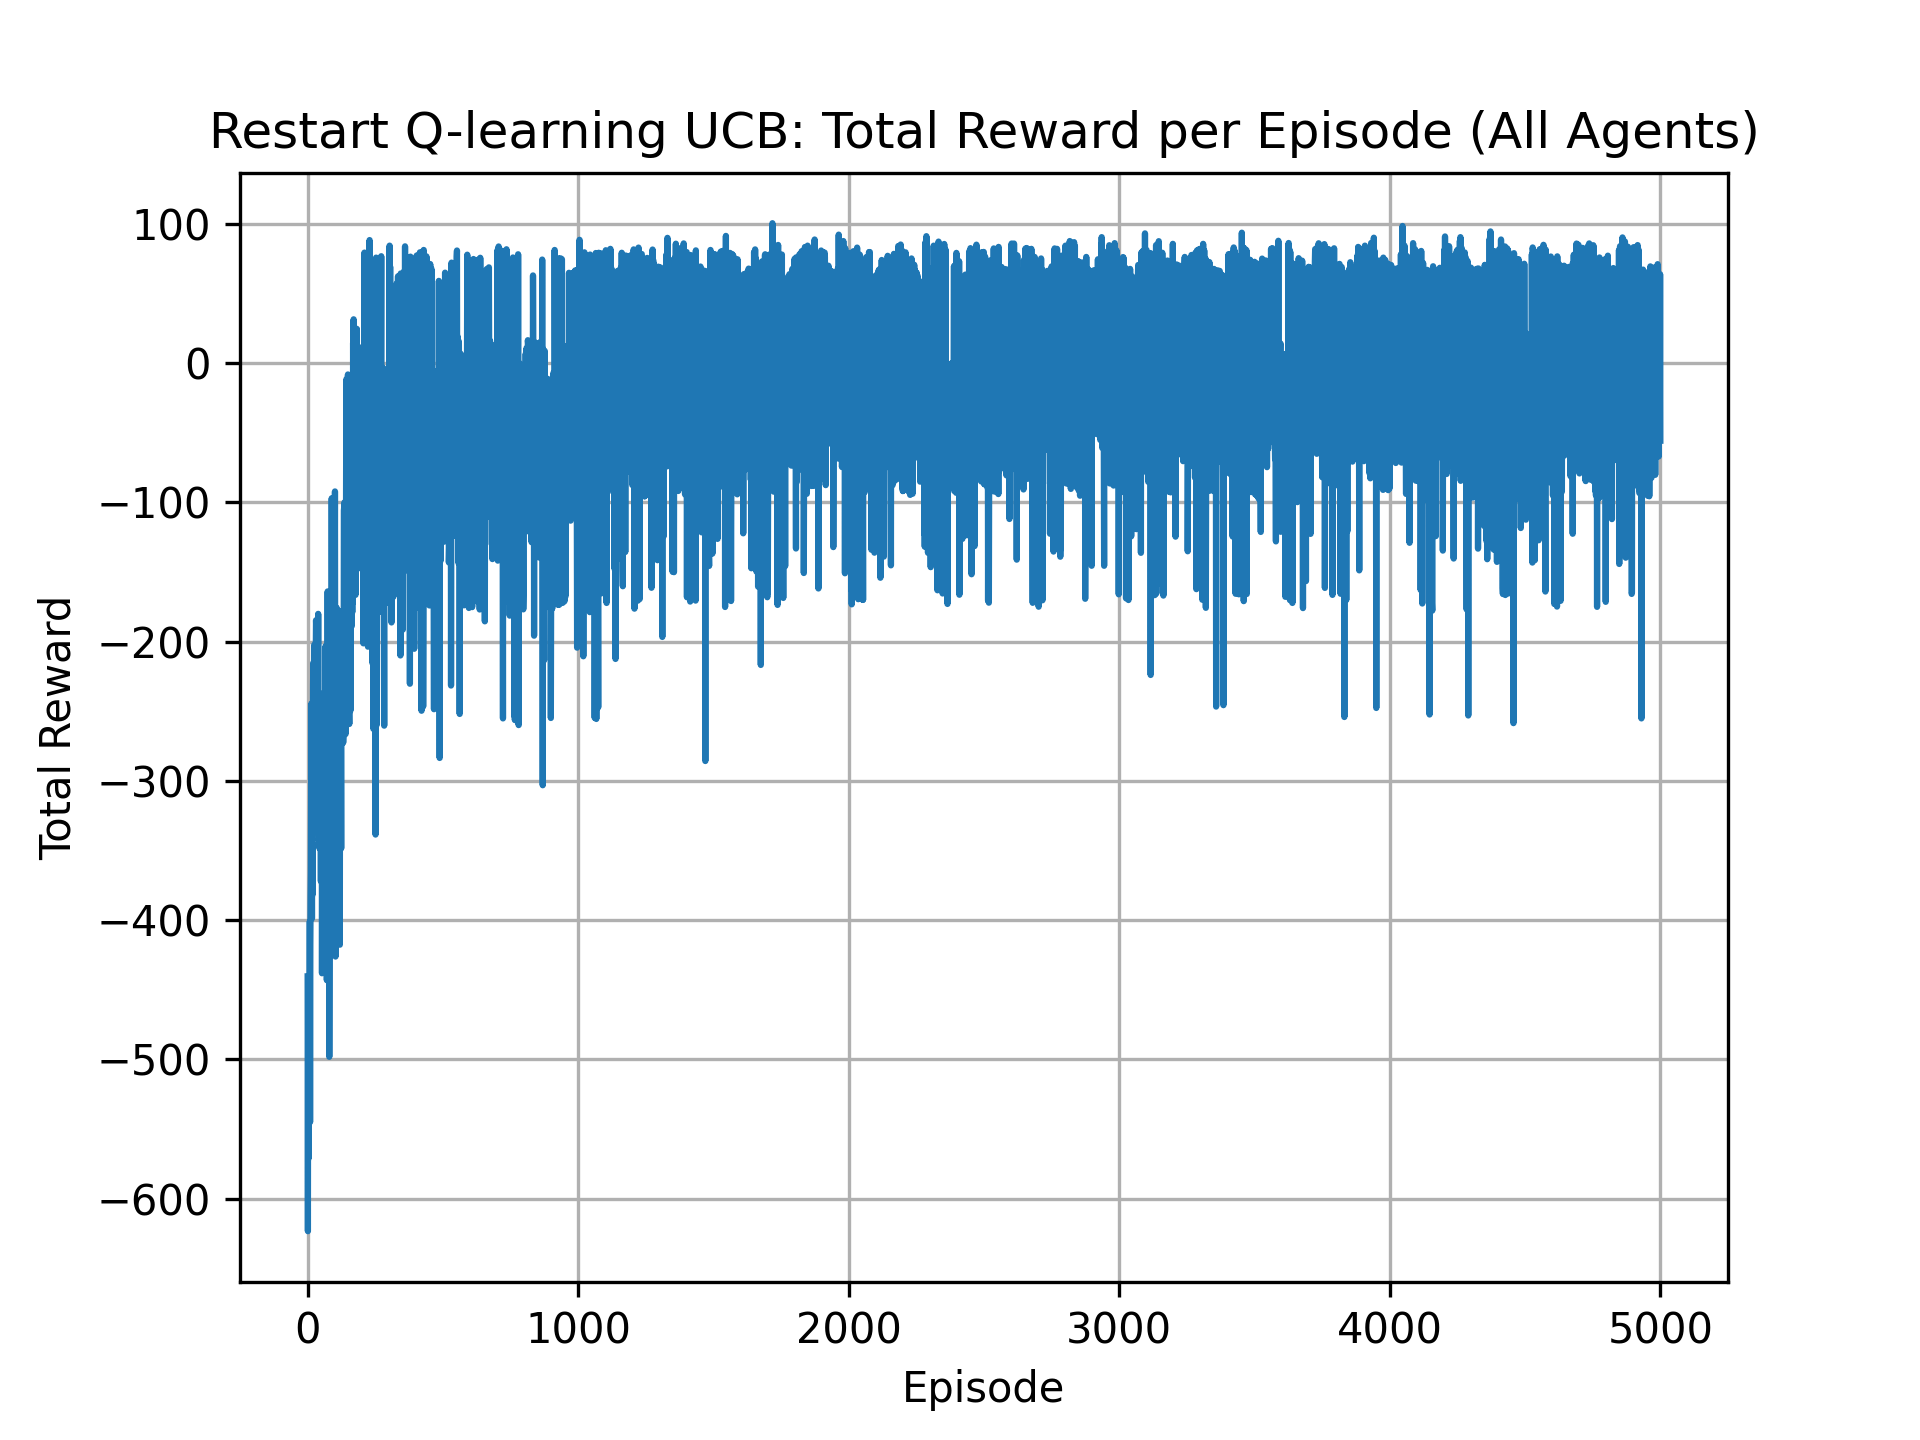 Restart Q-learning UCB: Total Reward per Episode (All Agents)
100
0
−100
−200
−300
−400
−500
−600
Total Reward
0 1000 2000 3000 4000 5000
Episode